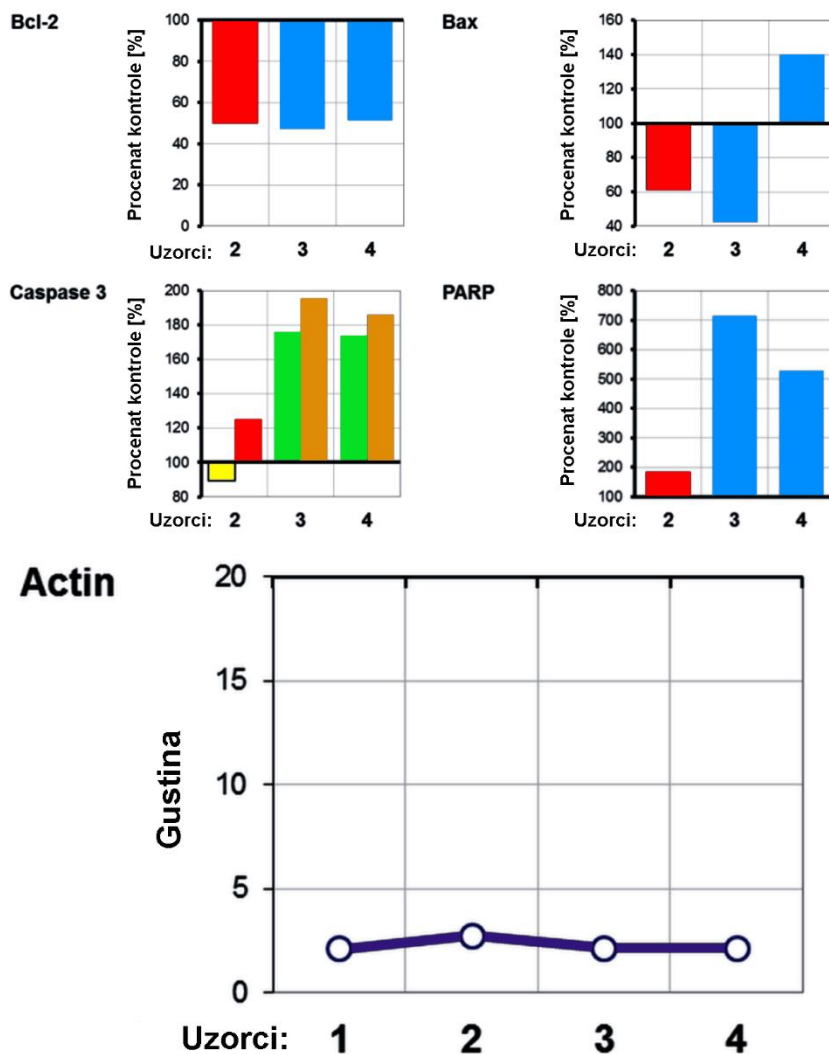 Bcl-2
Procenat kontrole [%]
100
80
60
40
20
0
Uzorci: 2 3 4
Bax
Procenat kontrole [%]
160
140
120
100
80
60
40
Uzorci: 2 3 4
Caspase 3
Procenat kontrole [%]
200
180
160
140
120
100
80
Uzorci: 2 3 4
PARP
Procenat kontrole [%]
800
700
600
500
400
300
200
100
Uzorci: 2 3 4
Actin
Gustina
20
15
10
5
0
Uzorci: 1 2 3 4